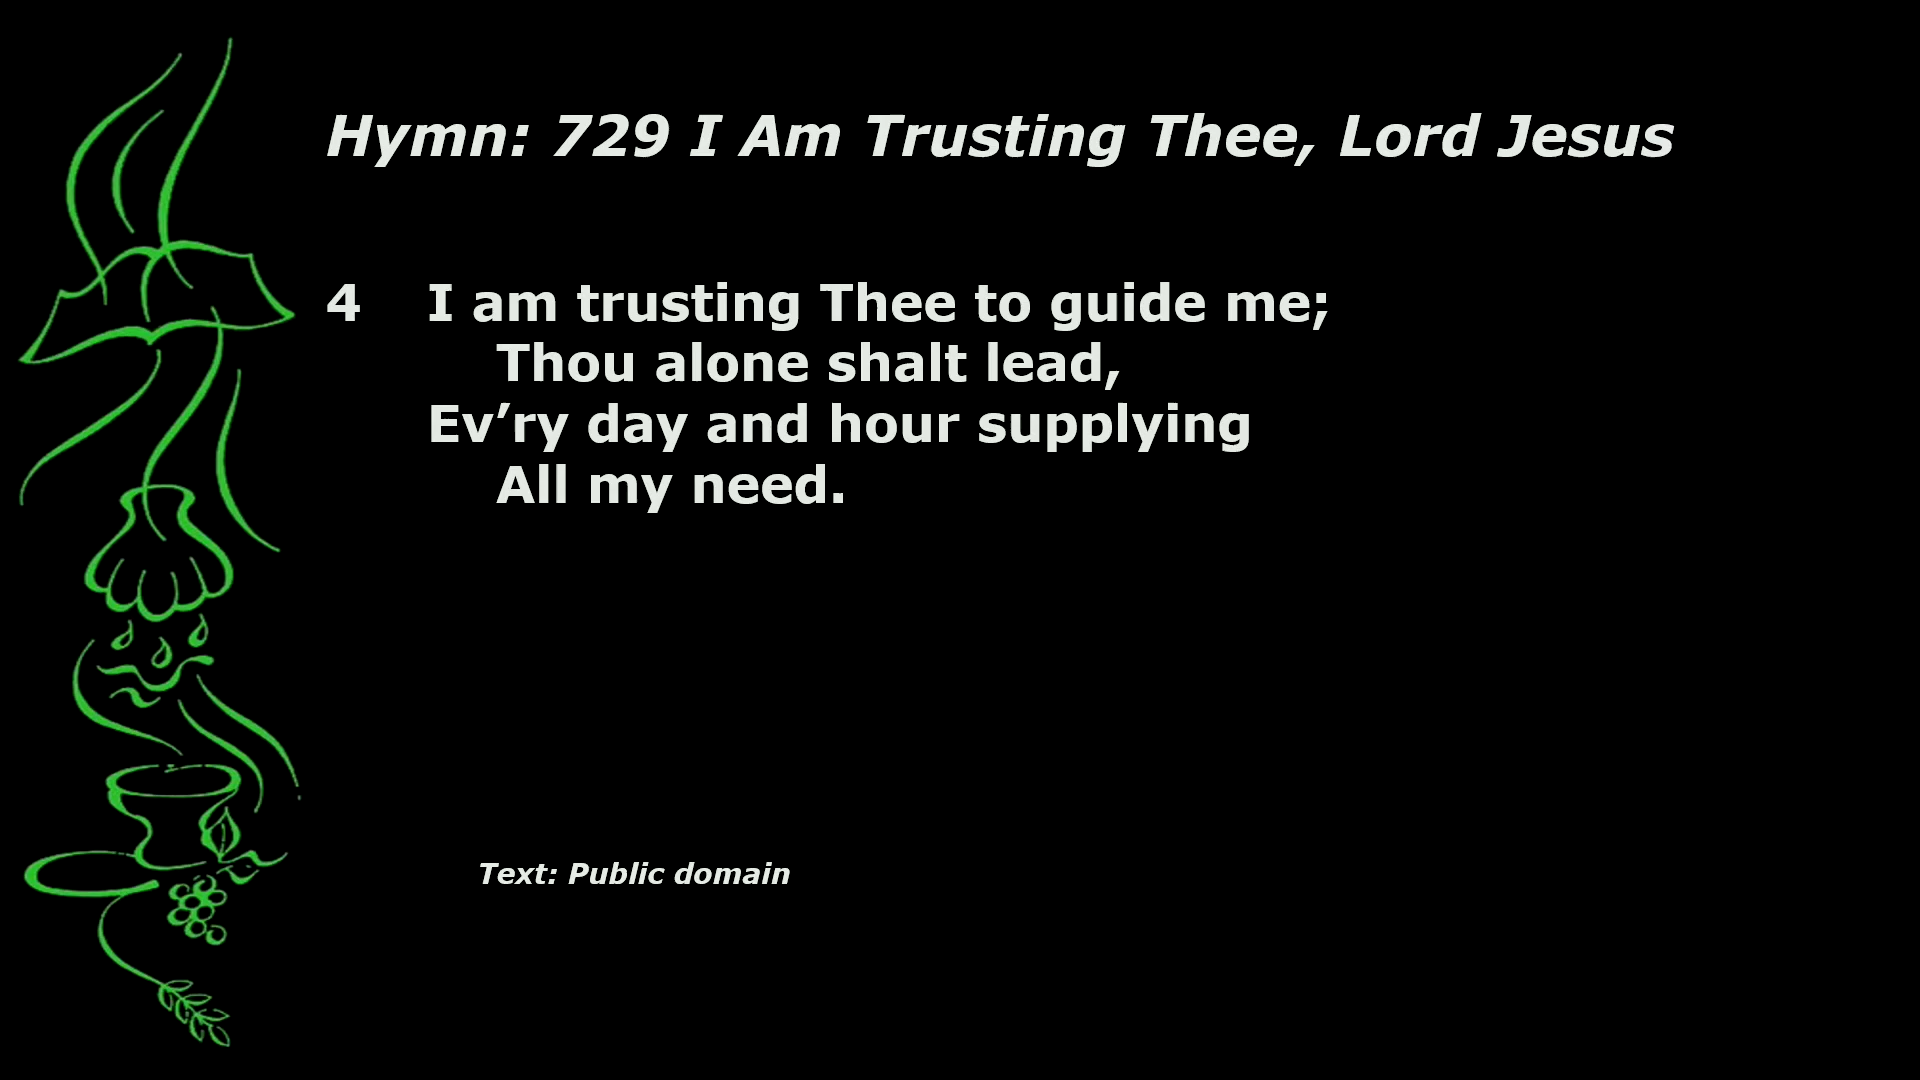 Hymn: 729 I Am Trusting Thee, Lord Jesus
4 I am trusting Thee to guide me;
Thou alone shalt lead,
Ev’ry day and hour supplying
All my need.
Text: Public domain